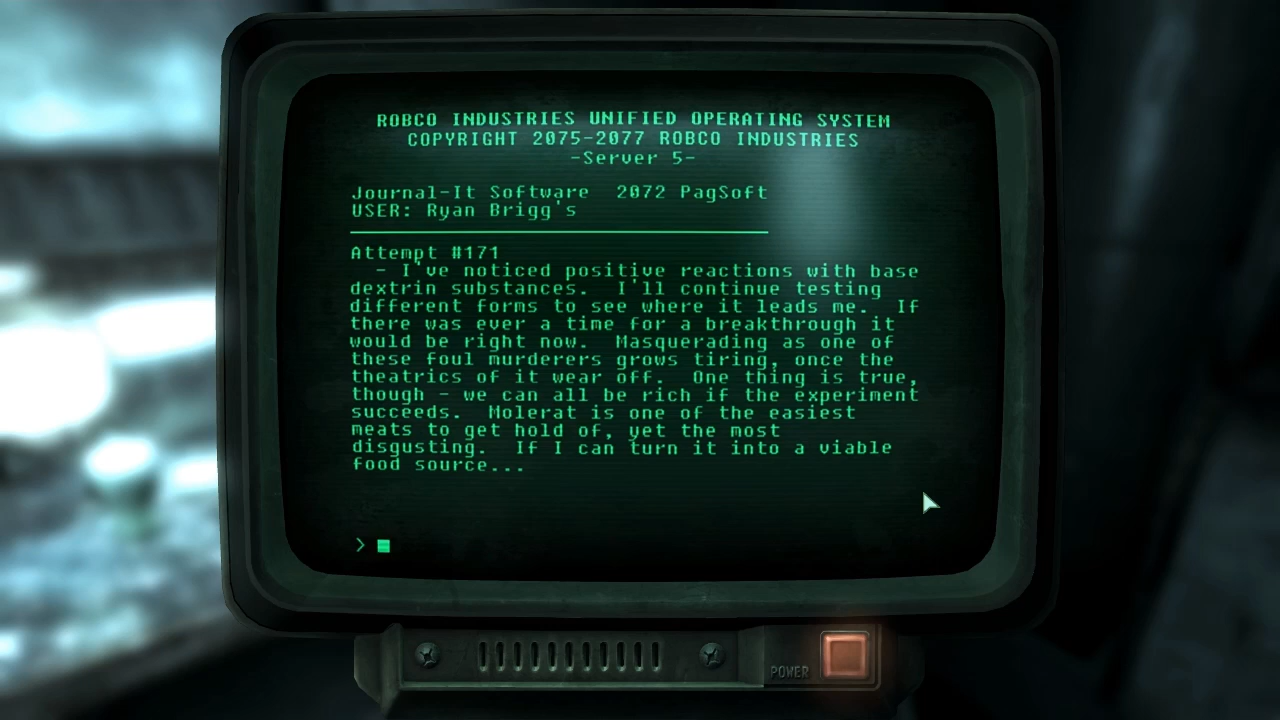 ROBCO INDUSTRIES UNIFIED OPERATING SYSTEM
COPYRIGHT 2075-2077 ROBCO INDUSTRIES
-Server 5-
Journal-It Software  2072 PagSoft
USER: Ryan Brigg's
Attempt #171
- I've noticed positive reactions with base
dextrin substances.  I'll continue testing
different forms to see where it leads me.  If
there was ever a time for a breakthrough it
would be right now.  Masquerading as one of
these foul murderers grows tiring, once the
theatrics of it wear off.  One thing is true,
though - we can all be rich if the experiment
succeeds.  Molerat is one of the easiest
meats to get hold of, yet the most
disgusting.  If I can turn it into a viable
food source...
>
POWER